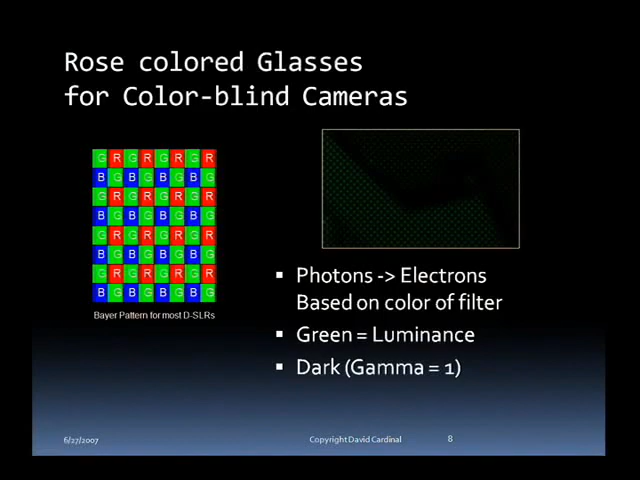 Rose colored Glasses
for Color-blind Cameras
G R G R G R G R
B G B G B G B G
G R G R G R G R
B G B G B G B G
G R G R G R G R
B G B G B G B G
G R G R G R G R
B G B G B G B G
Bayer Pattern for most D-SLRs
▪ Photons -> Electrons
Based on color of filter
▪ Green = Luminance
▪ Dark (Gamma = 1)
6/27/2007
Copyright David Cardinal
8